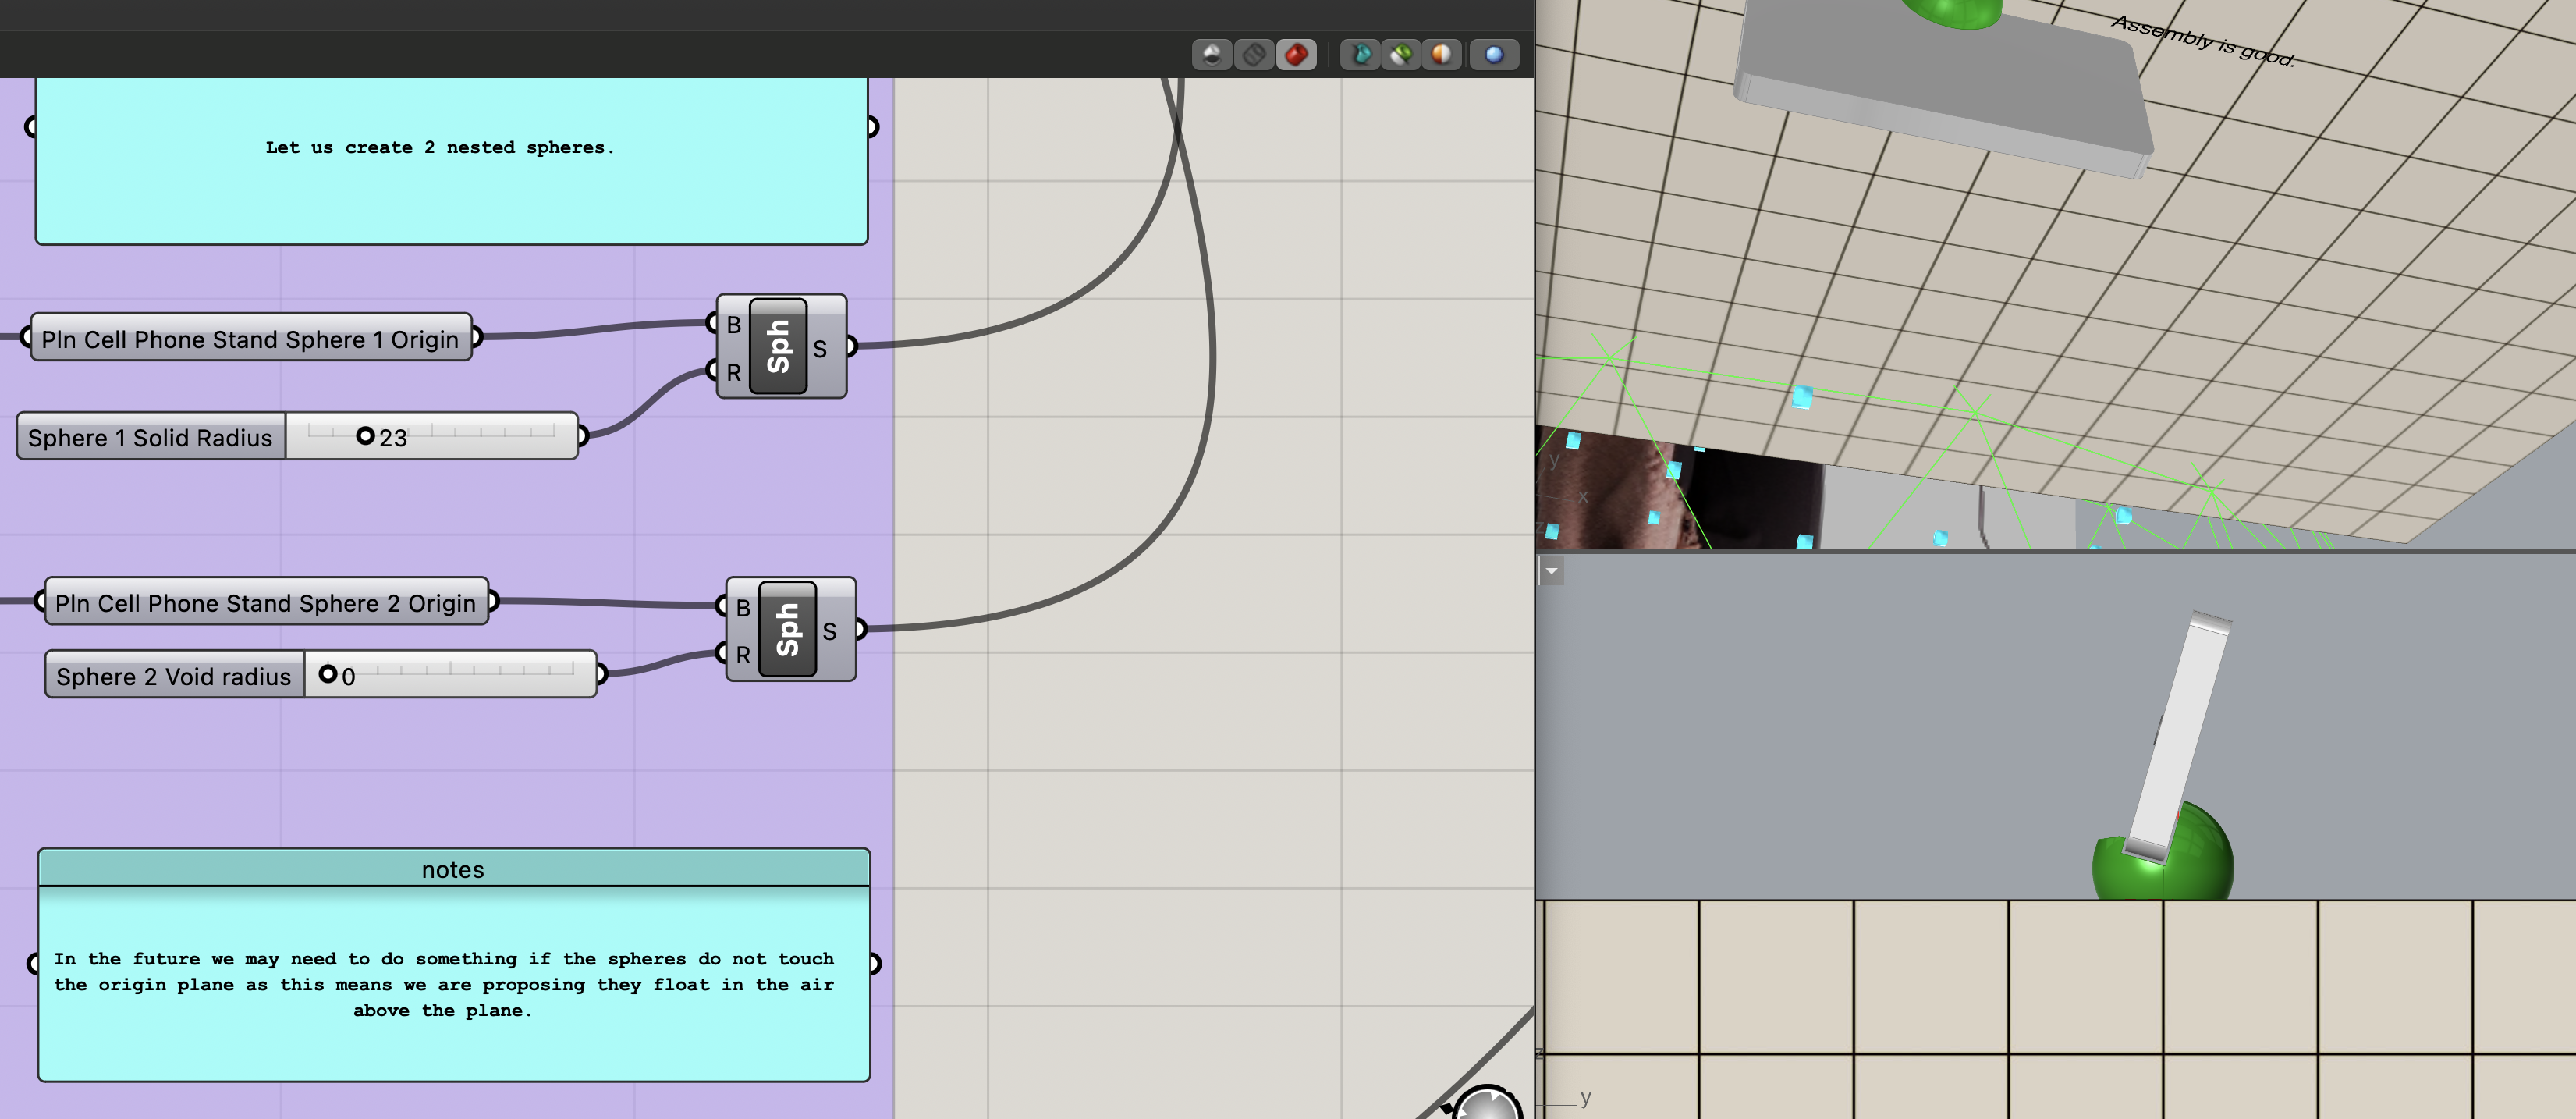 Let us create 2 nested spheres.
Pln Cell Phone Stand Sphere 1 Origin
B
R
Sph
S
Sphere 1 Solid Radius
23
Pln Cell Phone Stand Sphere 2 Origin
B
R
Sph
S
Sphere 2 Void radius
0
notes
In the future we may need to do something if the spheres do not touch
the origin plane as this means we are proposing they float in the air
above the plane.
Assembly is good.
y
x
z
z
y